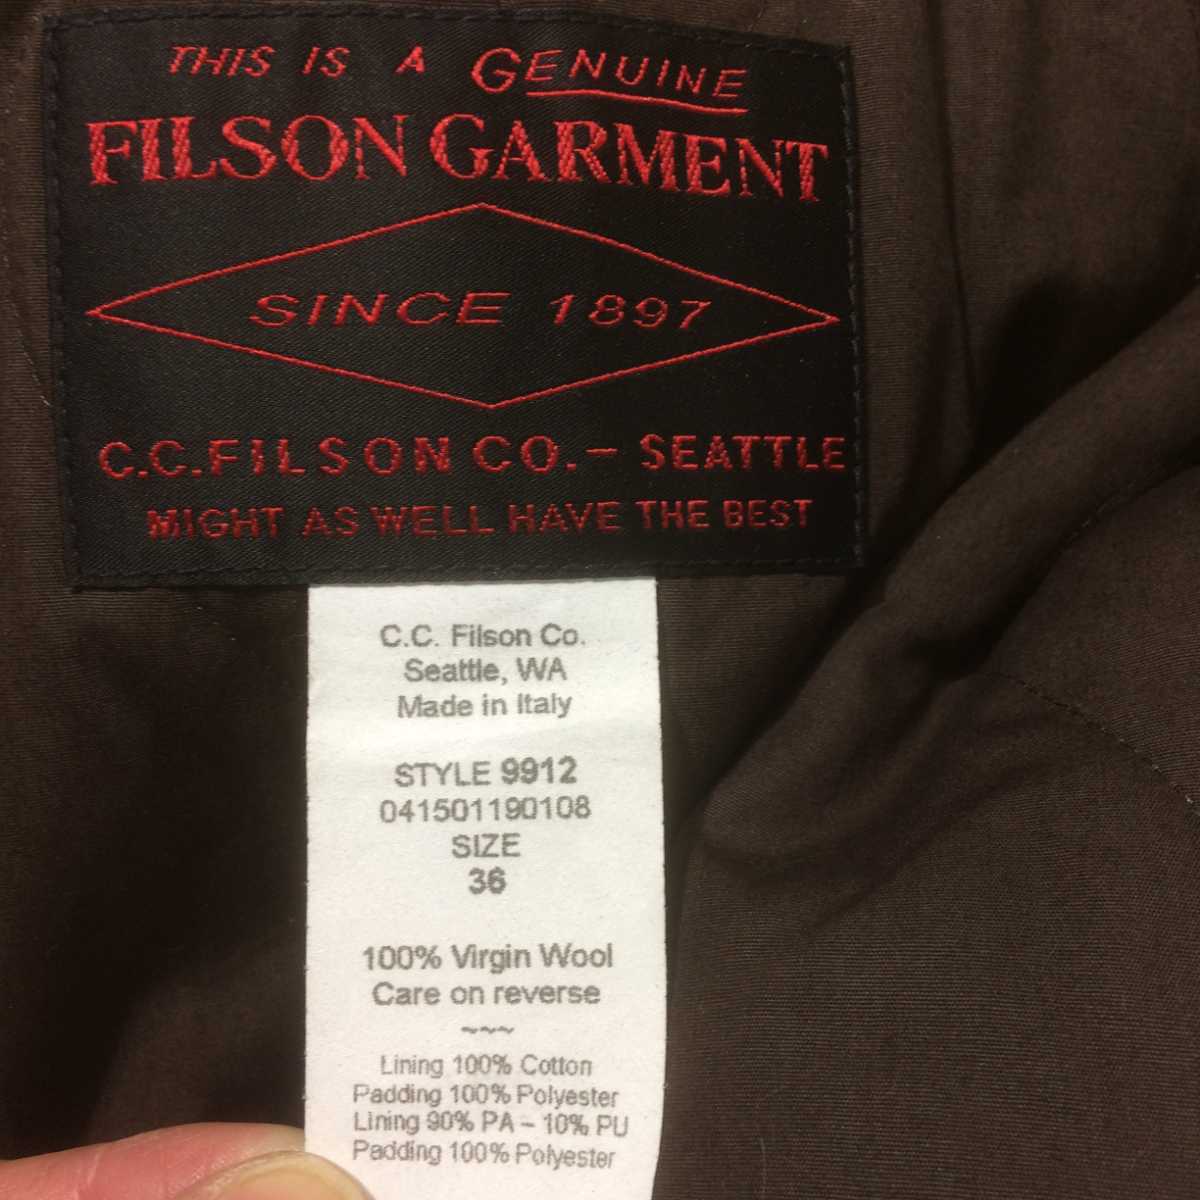 THIS IS A GENUINE
FILSON GARMENT
SINCE 1897
C.C.FILSON CO.– SEATTLE
MIGHT AS WELL HAVE THE BEST
C.C. Filson Co.
Seattle, WA
Made in Italy
STYLE 9912
041501190108
SIZE
36
100% Virgin Wool
Care on reverse
~~~
Lining 100% Cotton
Padding 100% Polyester
Lining 90% PA – 10% PU
Padding 100% Polyester